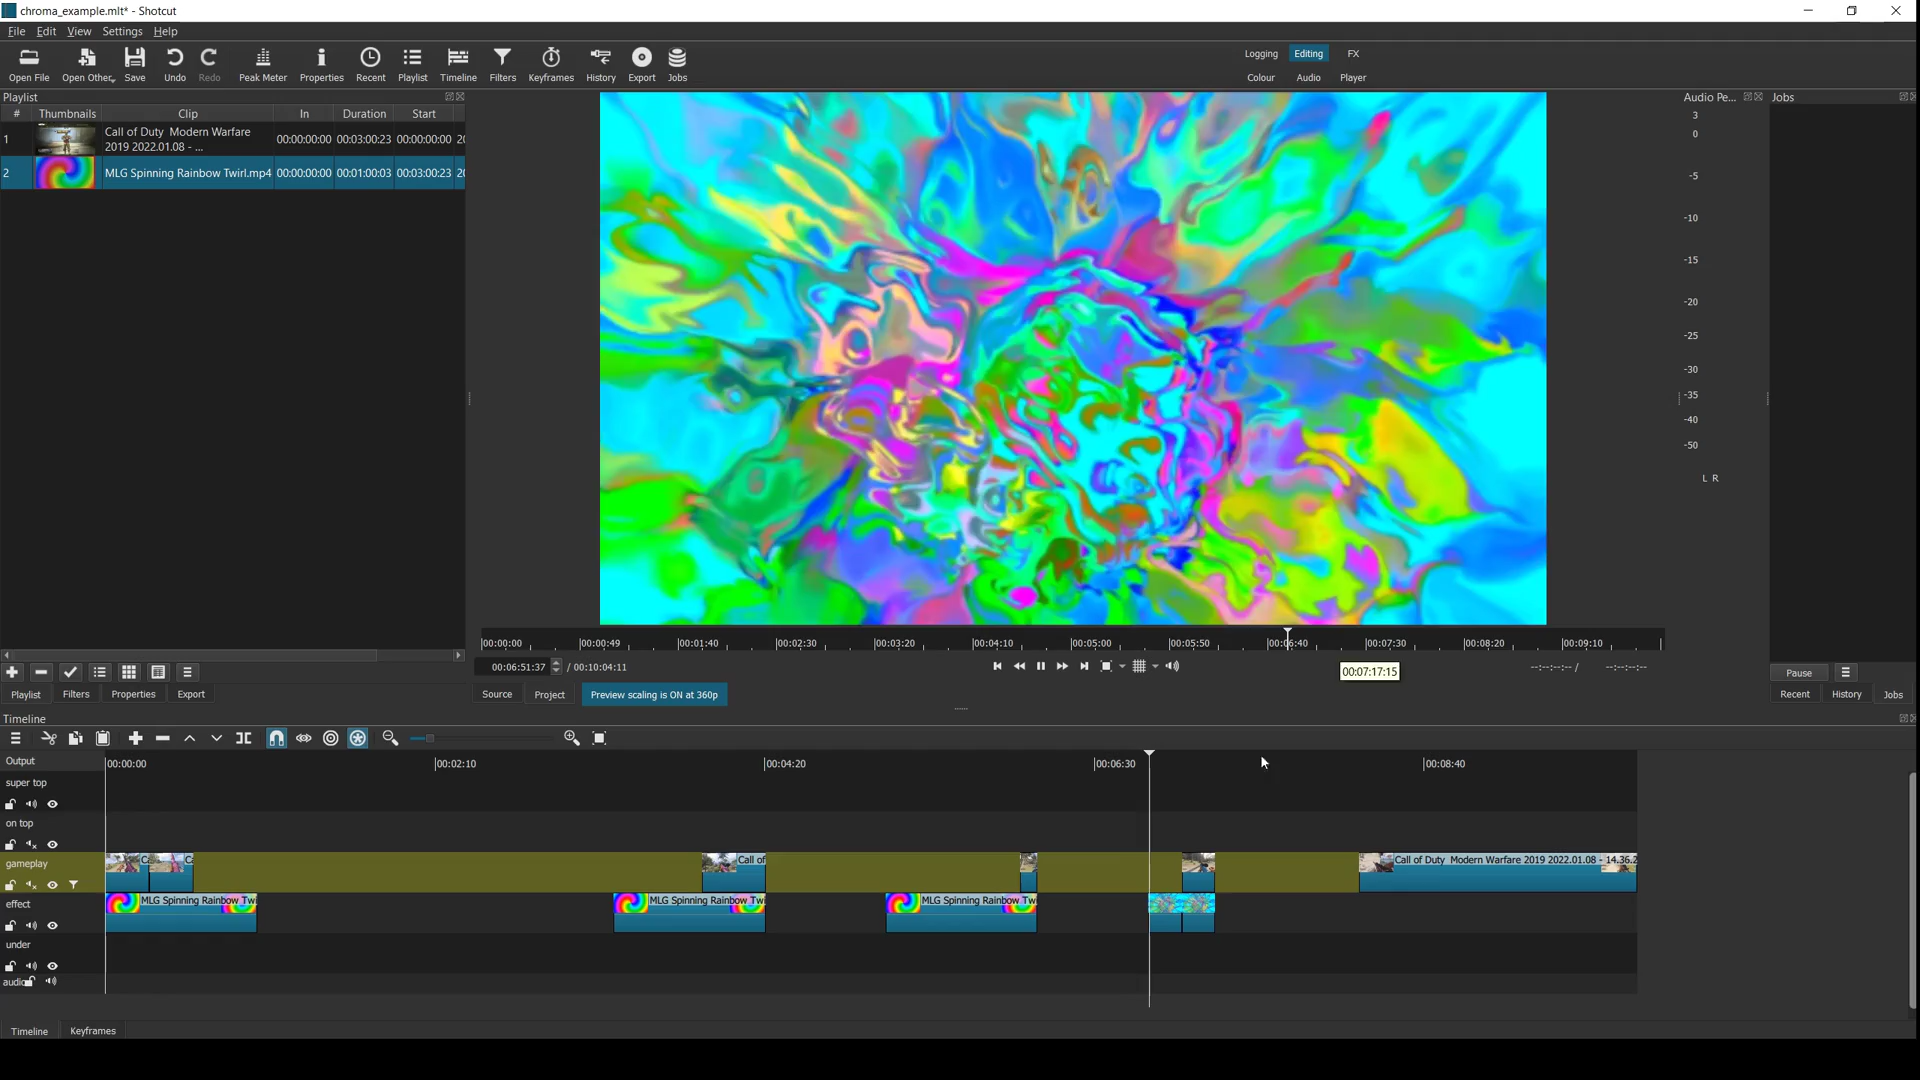 chroma_example.mlt* - Shotcut
File Edit View Settings Help
Open File Open Other... Save Undo Redo Peak Meter Properties Recent Playlist Timeline Filters Keyframes History Export Jobs
Logging Editing FX
Colour Audio Player
Playlist
# Thumbnails Clip In Duration Start
1 Call of Duty Modern Warfare 00:00:00:00 00:03:00:23 00:00:00:00 20
2019 2022.01.08 - ...
2 MLG Spinning Rainbow Twirl.mp4 00:00:00:00 00:01:00:03 00:03:00:23 20
Audio Pe...
3
0
-5
-10
-15
-20
-25
-30
-35
-40
-50
L R
Jobs
00:00:00 00:00:49 00:01:40 00:02:30 00:03:20 00:04:10 00:05:00 00:05:50 00:06:40 00:07:30 00:08:20 00:09:10
00:06:51:37 / 00:10:04:11
00:07:17:15
--:--:--:-- / --:--:--:--
Pause
Playlist Filters Properties Export
Source Project Preview scaling is ON at 360p
Recent History Jobs
Timeline
Output 00:00:00 00:02:10 00:04:20 00:06:30 00:08:40
super top
on top
gameplay
Ca C Call of Call of Duty Modern Warfare 2019 2022.01.08 - 14.36.2
effect
MLG Spinning Rainbow Twi MLG Spinning Rainbow Twi MLG Spinning Rainbow Twi
under
audio
Timeline Keyframes